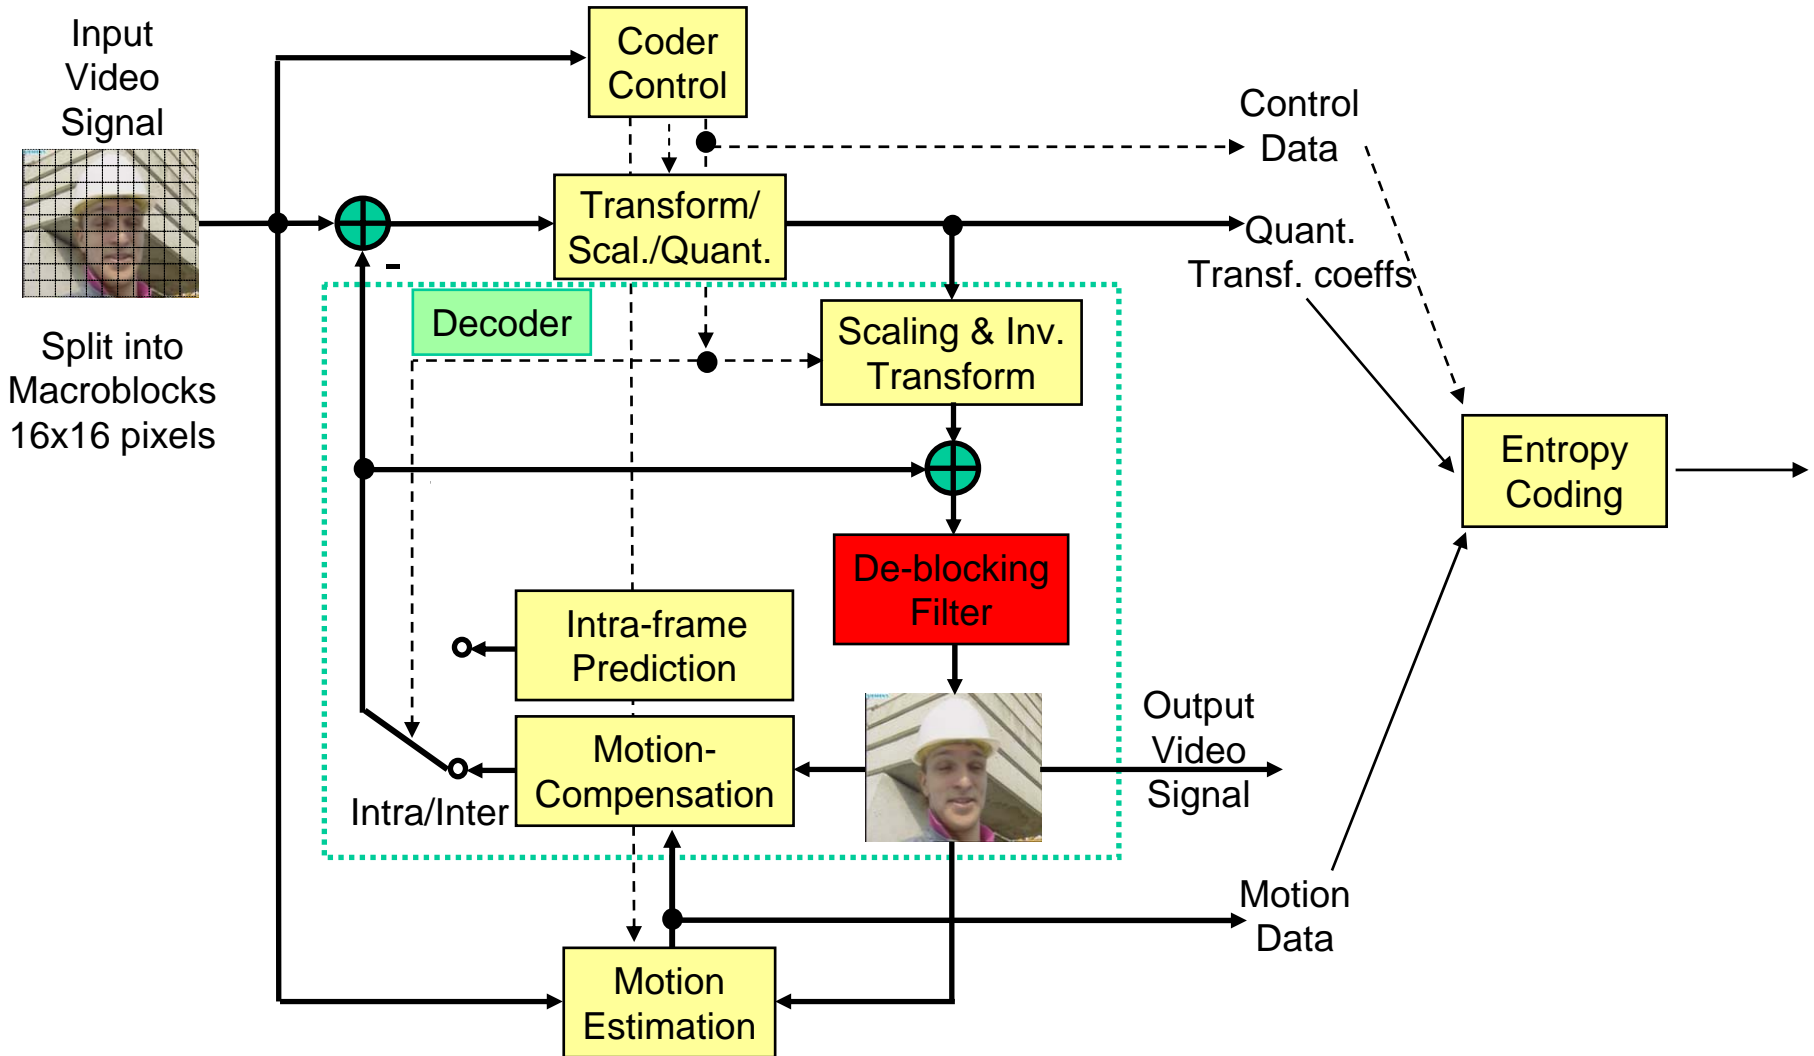 Input
Video
Signal
Split into
Macroblocks
16x16 pixels
Coder
Control
Transform/
Scal./Quant.
-
Decoder
Scaling & Inv.
Transform
De-blocking
Filter
Intra-frame
Prediction
Motion-
Compensation
Intra/Inter
Motion
Estimation
Control
Data
Quant.
Transf. coeffs
Entropy
Coding
Output
Video
Signal
Motion
Data